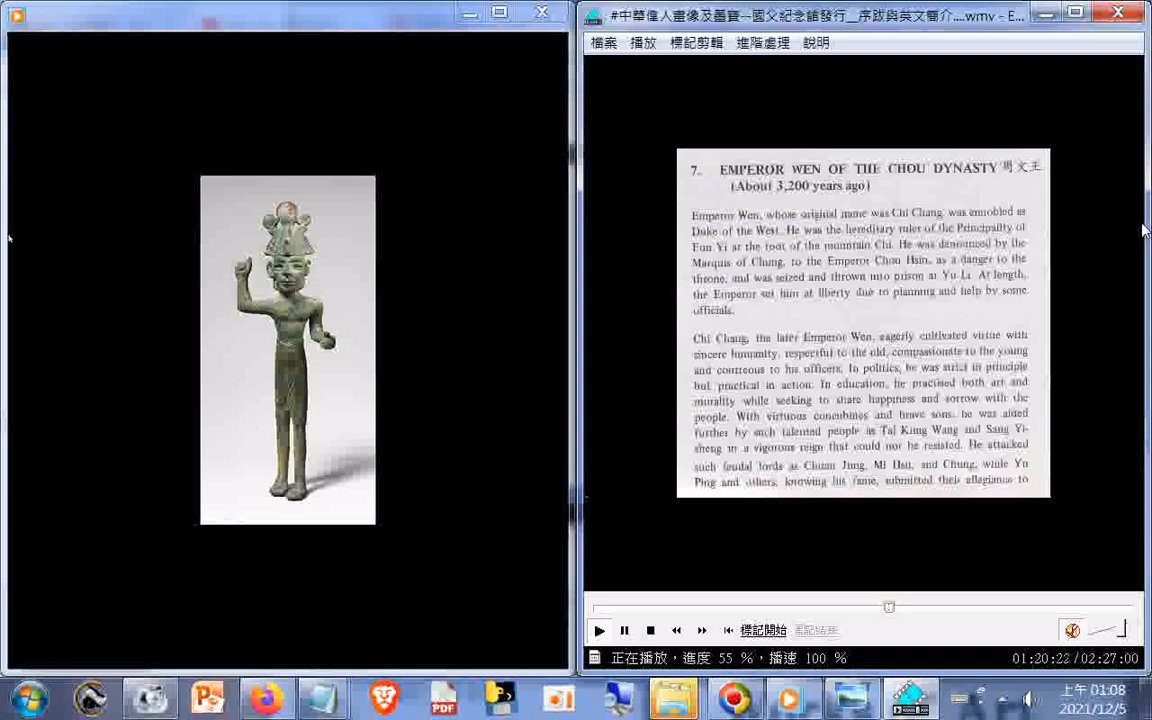 #中華偉人畫像及墨寶--國父紀念館發行__序跋與英文簡介....wmv - E...
檔案 播放 標記剪輯 進階處理 說明
7. EMPEROR WEN OF THE CHOU DYNASTY 周文王
(About 3,200 years ago)
Emperor Wen, whose original name was Chi Chang, was ennobled as
Duke of the West. He was the hereditary ruler of the Principality of
Fun Yi at the foot of the mountain Chi. He was denounced by the
Marquis of Chung, to the Emperor Chou Hsin, as a danger to the
throne, and was seized and thrown into prison at Yu Li. At length,
the Emperor set him at liberty due to planning and help by some
officials.
Chi Chang, the later Emperor Wen, eagerly cultivated virtue with
sincere humanity, respectful to the old, compassionate to the young
and courteous to his officers. In politics, he was strict in principle
but practical in action. In education, he practised both art and
morality while seeking to share happiness and sorrow with the
people. With virtuous concubines and brave sons, he was aided
further by such talented people as Tai Kung Wang and Sang Yi-
sheng in a vigorous reign that could not be resisted. He attacked
such feudal lords as Chuan Jung, Mi Hsu, and Chung, while Yu
Ping and others, knowing his fame, submitted their allegiance to
標記開始 標記結束
正在播放，進度 55 %，播速 100 %
01:20:22 / 02:27:00
PDF
上午 01:08
2021/12/5